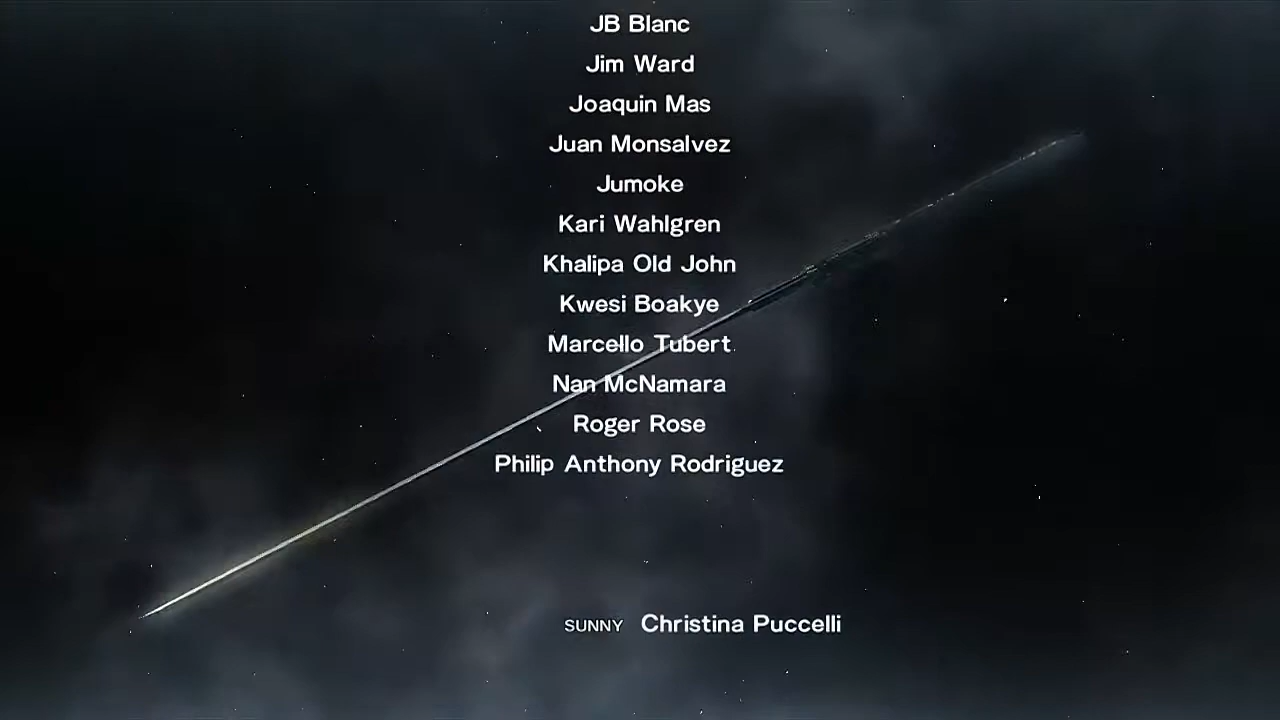 JB Blanc
Jim Ward
Joaquin Mas
Juan Monsalvez
Jumoke
Kari Wahlgren
Khalipa Old John
Kwesi Boakye
Marcello Tubert
Nan McNamara
Roger Rose
Philip Anthony Rodriguez
SUNNY Christina Puccelli